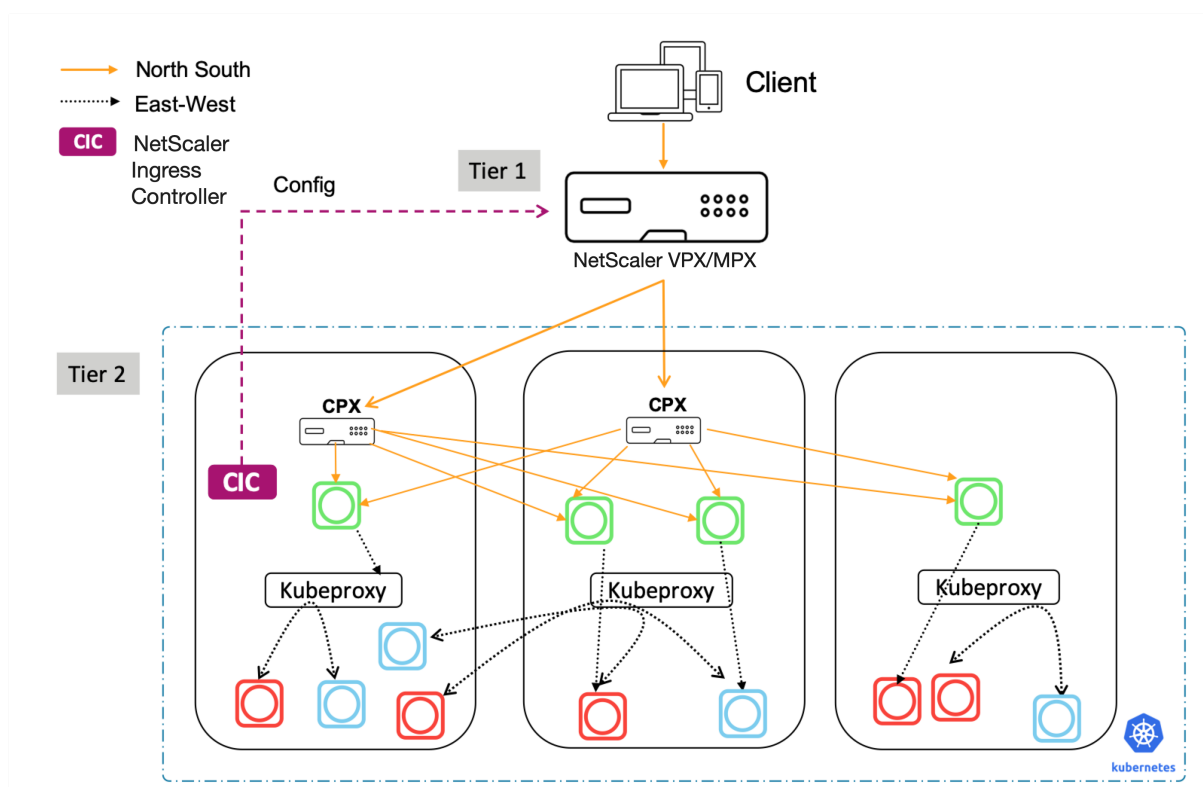 North South
East-West
CIC
NetScaler
Ingress
Controller
Client
Tier 1
Config
NetScaler VPX/MPX
Tier 2
CPX
CPX
CIC
Kubeproxy
Kubeproxy
Kubeproxy
kubernetes